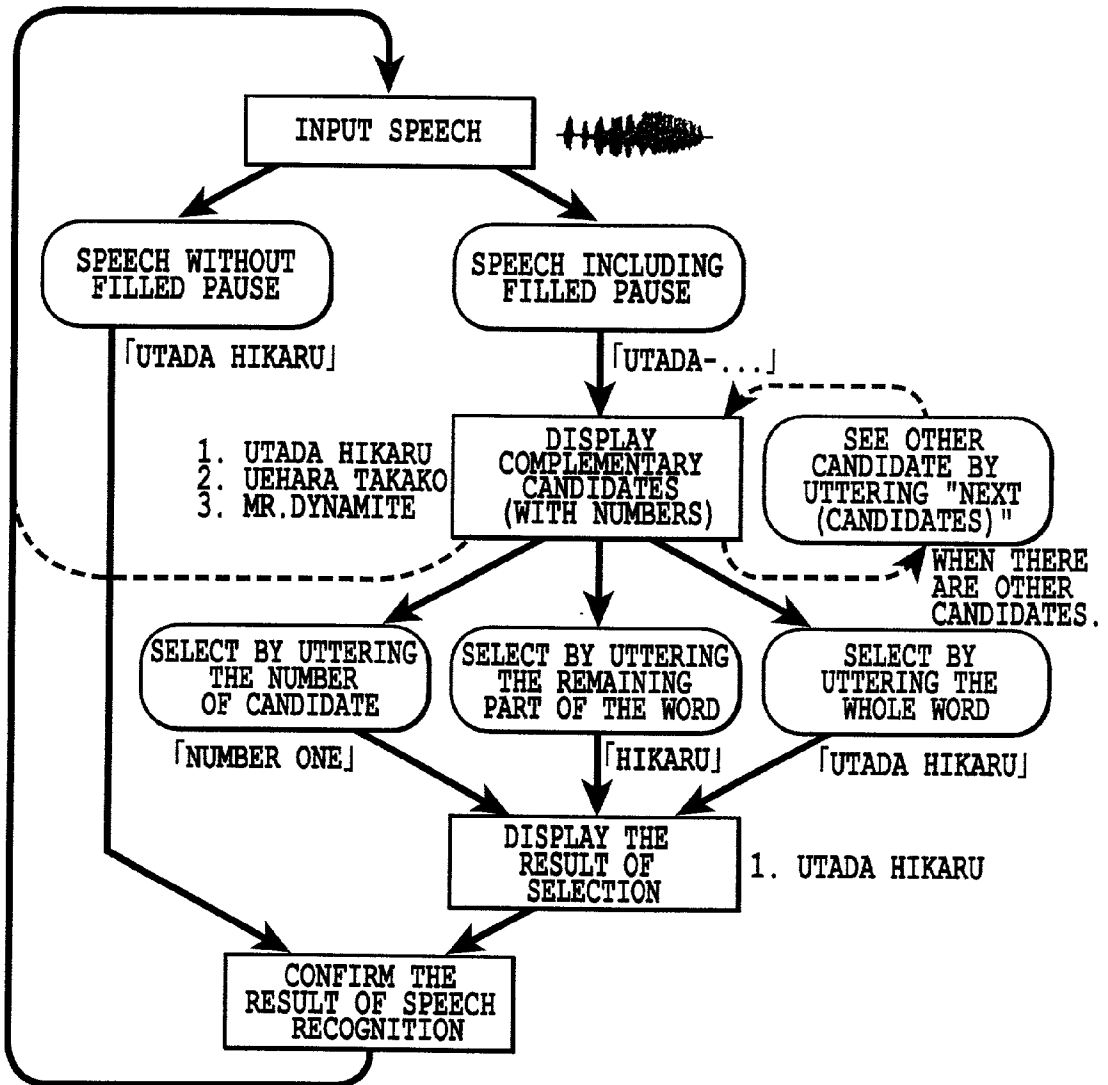 INPUT SPEECH
SPEECH WITHOUT
FILLED PAUSE
SPEECH INCLUDING
FILLED PAUSE
「UTADA HIKARU」
「UTADA-...」
1. UTADA HIKARU
2. UEHARA TAKAKO
3. MR.DYNAMITE
DISPLAY
COMPLEMENTARY
CANDIDATES
(WITH NUMBERS)
SEE OTHER
CANDIDATE BY
UTTERING "NEXT
(CANDIDATES)"
WHEN THERE
ARE OTHER
CANDIDATES.
SELECT BY UTTERING
THE NUMBER
OF CANDIDATE
SELECT BY UTTERING
THE REMAINING
PART OF THE WORD
SELECT BY
UTTERING THE
WHOLE WORD
「NUMBER ONE」
「HIKARU」
「UTADA HIKARU」
DISPLAY THE
RESULT OF
SELECTION
1. UTADA HIKARU
CONFIRM THE
RESULT OF SPEECH
RECOGNITION